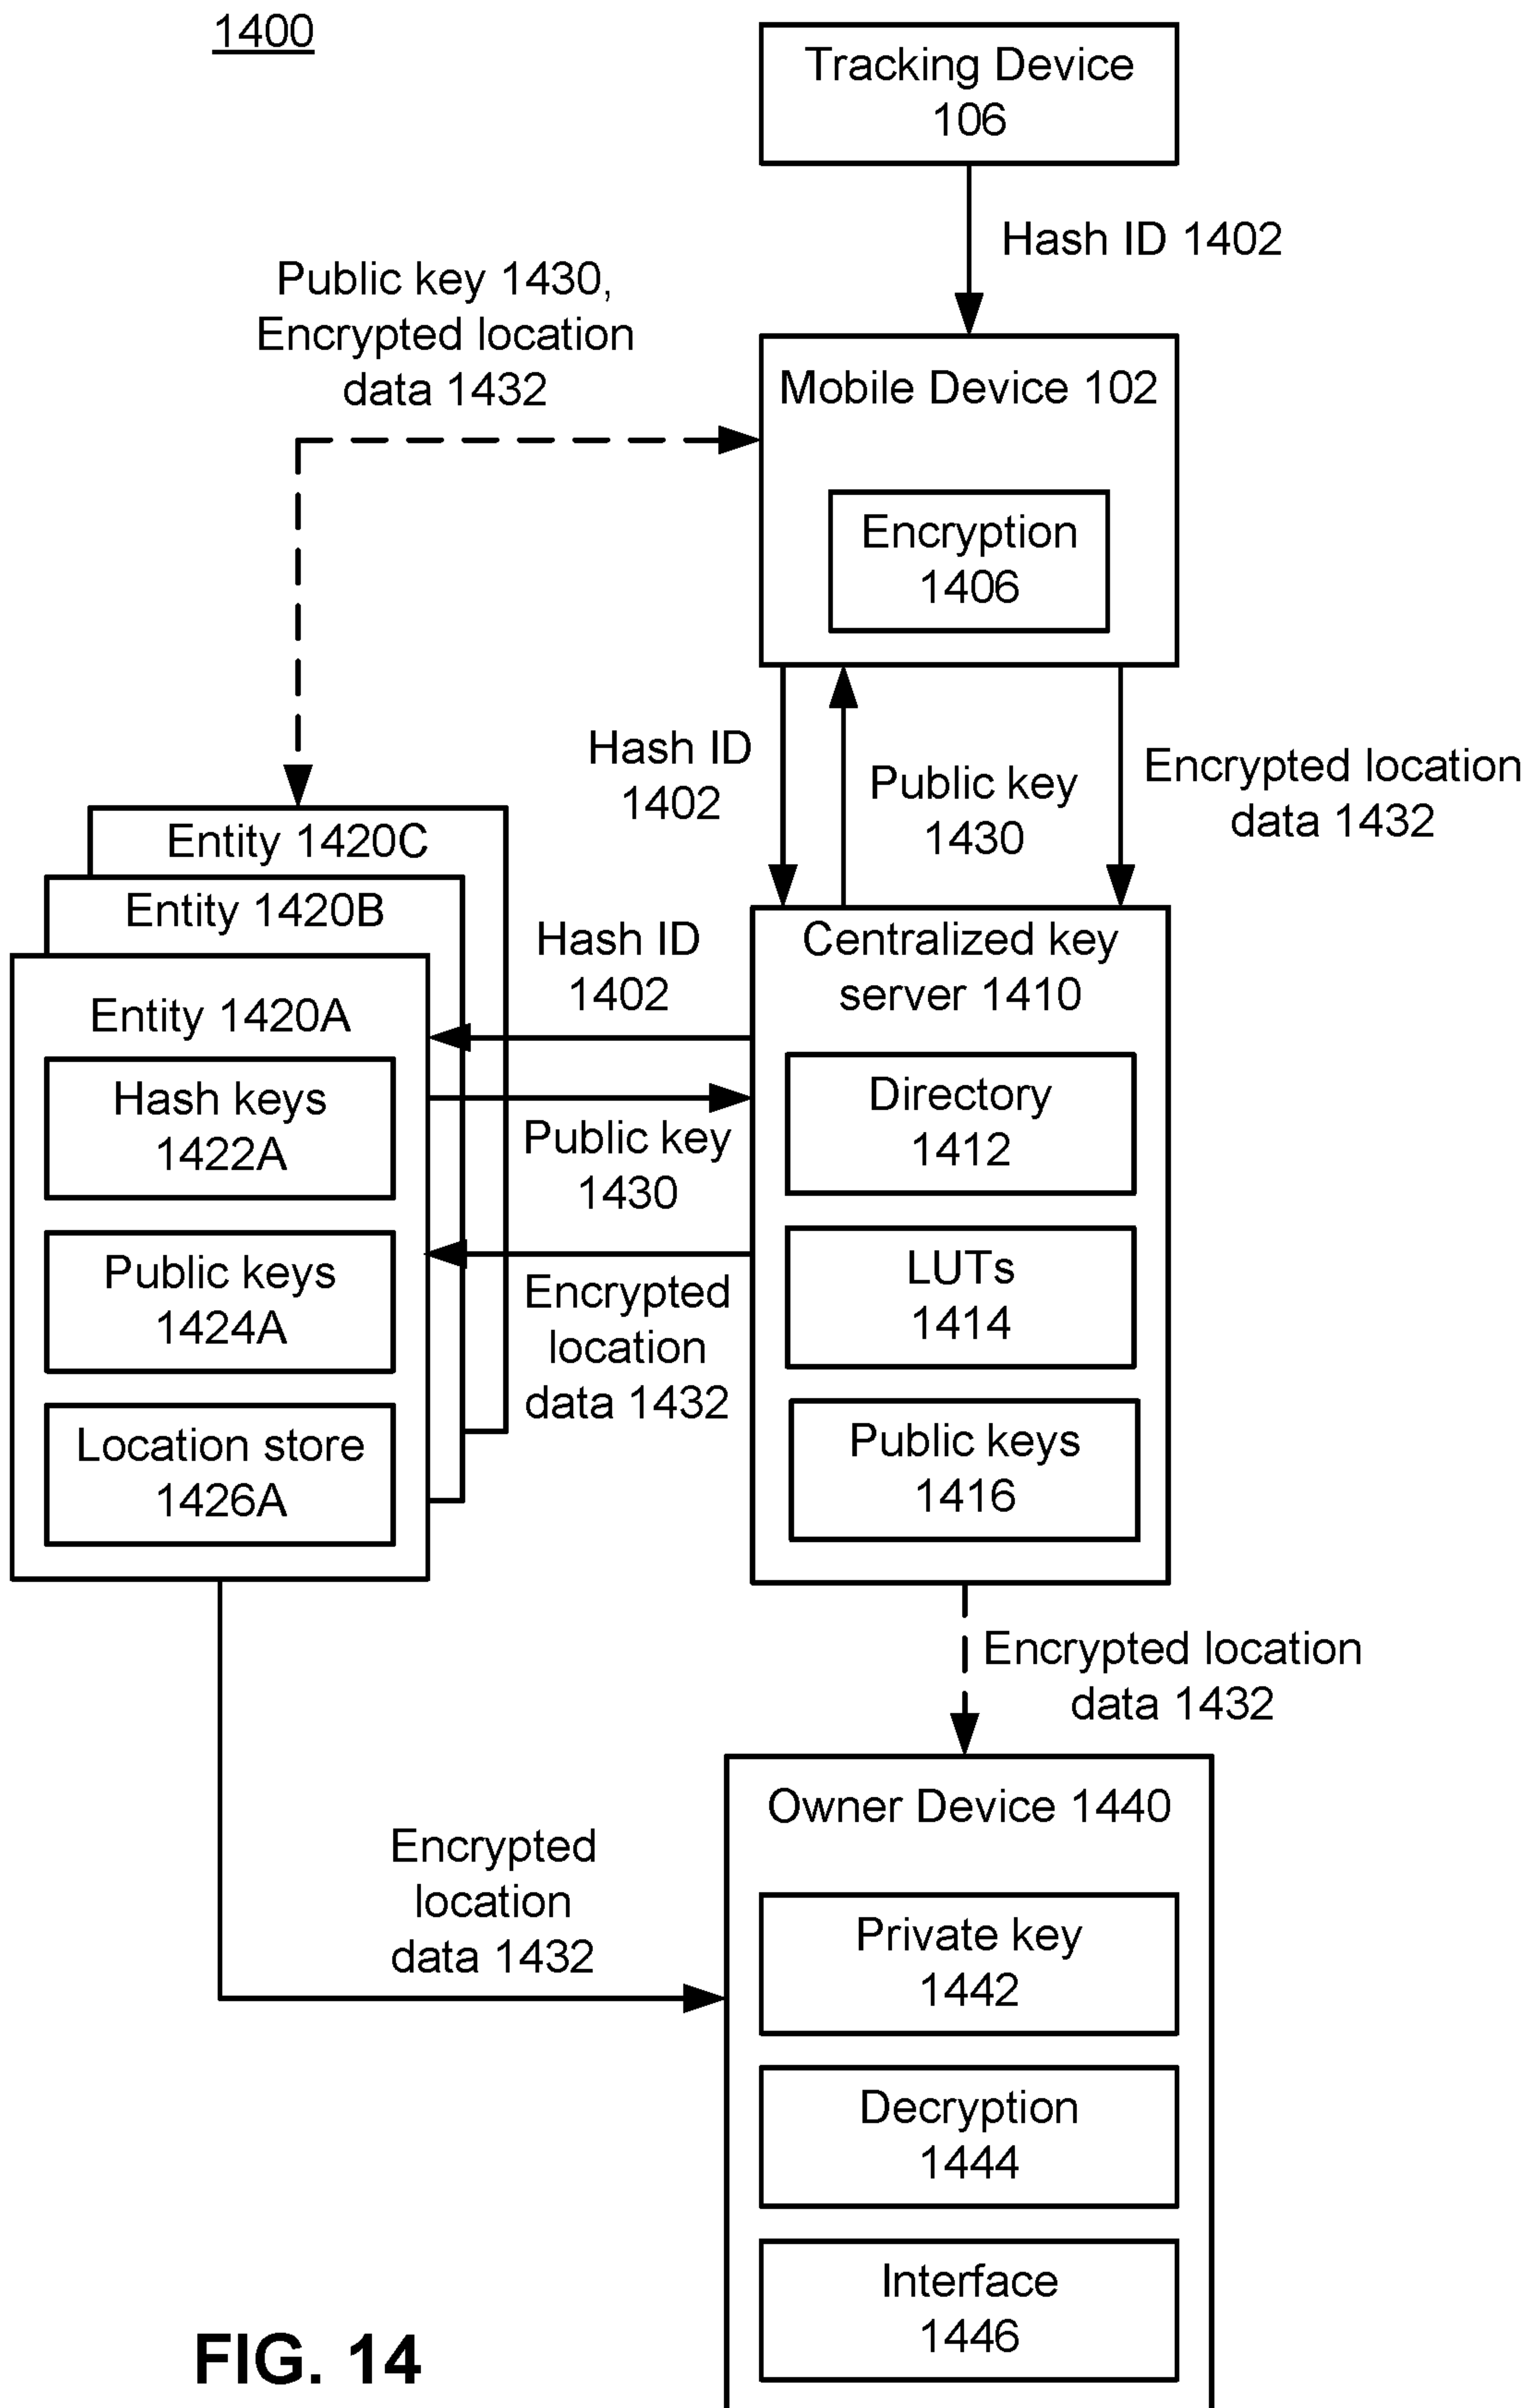 1400
Tracking Device
106
Hash ID 1402
Public key 1430,
Encrypted location
data 1432
Mobile Device 102
Encryption
1406
Hash ID
1402
Public key
1430
Encrypted location
data 1432
Entity 1420C
Entity 1420B
Entity 1420A
Hash keys
1422A
Public keys
1424A
Location store
1426A
Hash ID
1402
Public key
1430
Encrypted
location
data 1432
Centralized key
server 1410
Directory
1412
LUTs
1414
Public keys
1416
Encrypted location
data 1432
Encrypted
location
data 1432
Owner Device 1440
Private key
1442
Decryption
1444
Interface
1446
FIG. 14